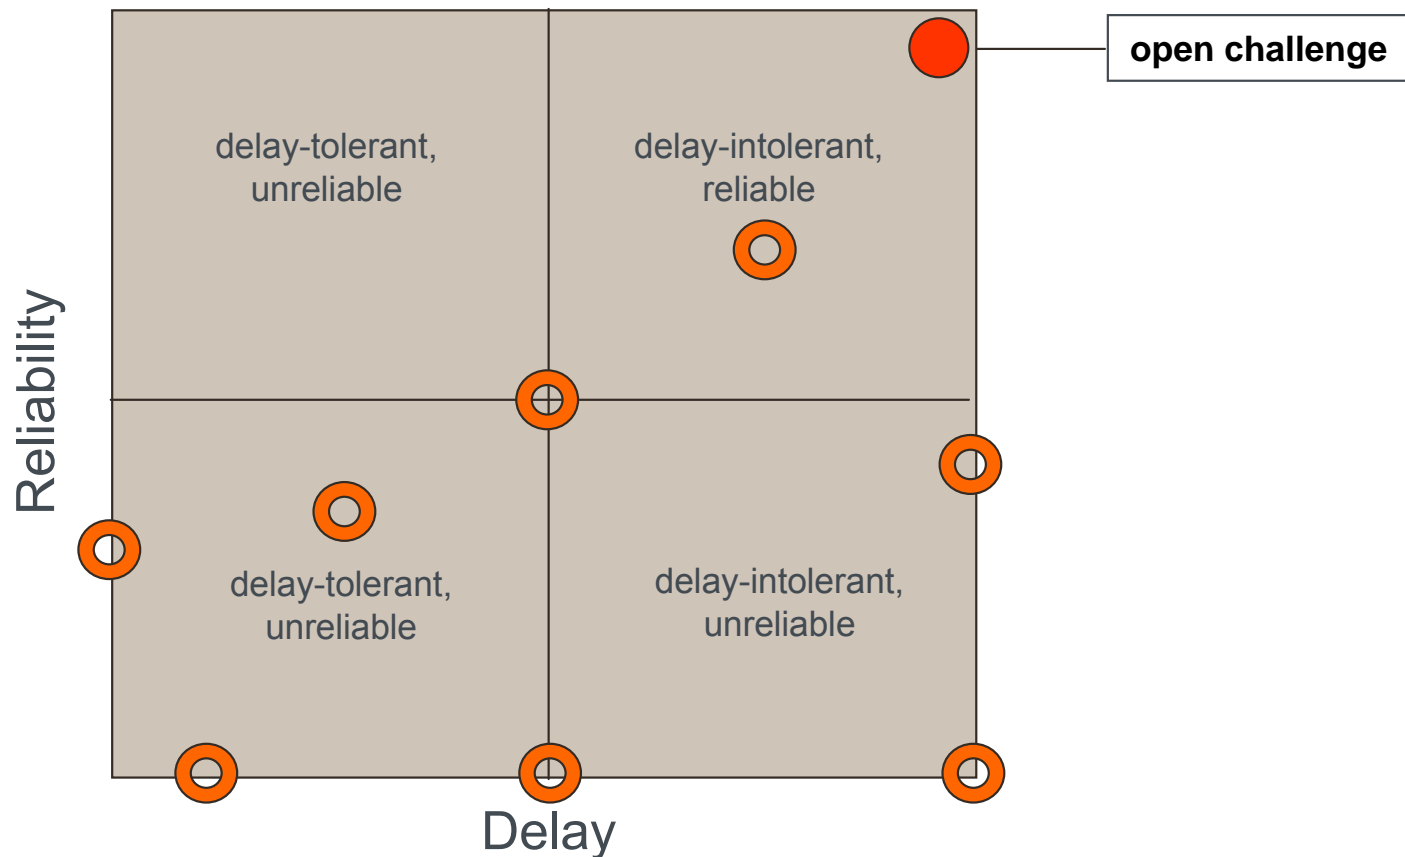 open challenge
delay-tolerant,
unreliable
delay-intolerant,
reliable
Reliability
delay-tolerant,
unreliable
delay-intolerant,
unreliable
Delay